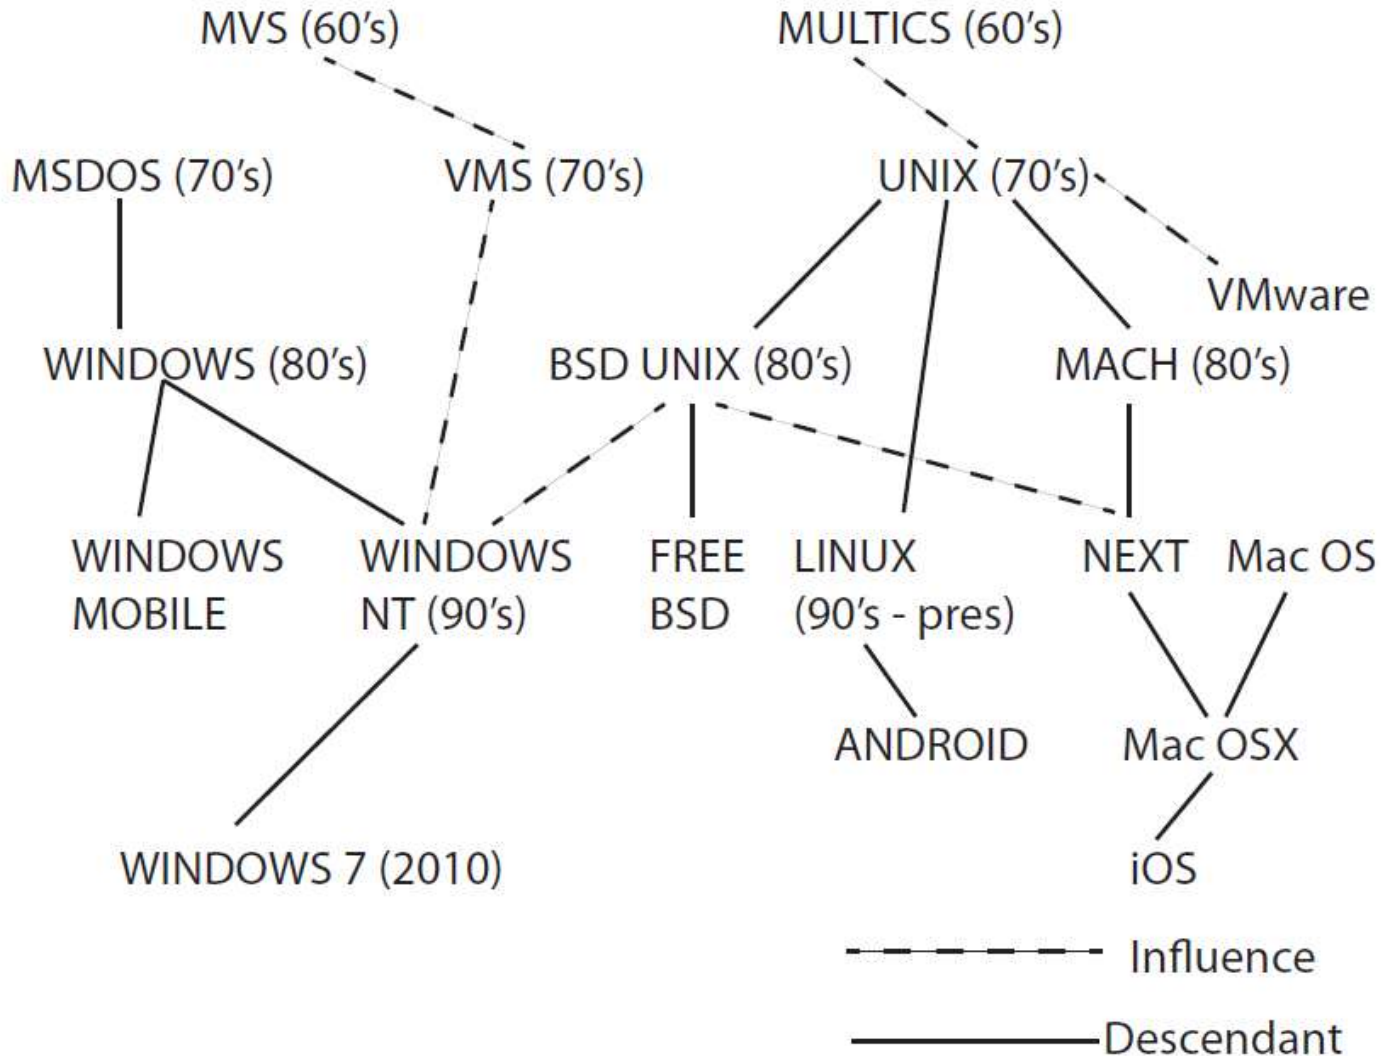 MVS (60’s)
MULTICS (60’s)
MSDOS (70’s)
VMS (70’s)
UNIX (70’s)
VMware
WINDOWS (80’s)
BSD UNIX (80’s)
MACH (80’s)
WINDOWS
MOBILE
WINDOWS
NT (90’s)
FREE
BSD
LINUX
(90’s - pres)
NEXT
Mac OS
ANDROID
Mac OSX
WINDOWS 7 (2010)
iOS
Influence
Descendant